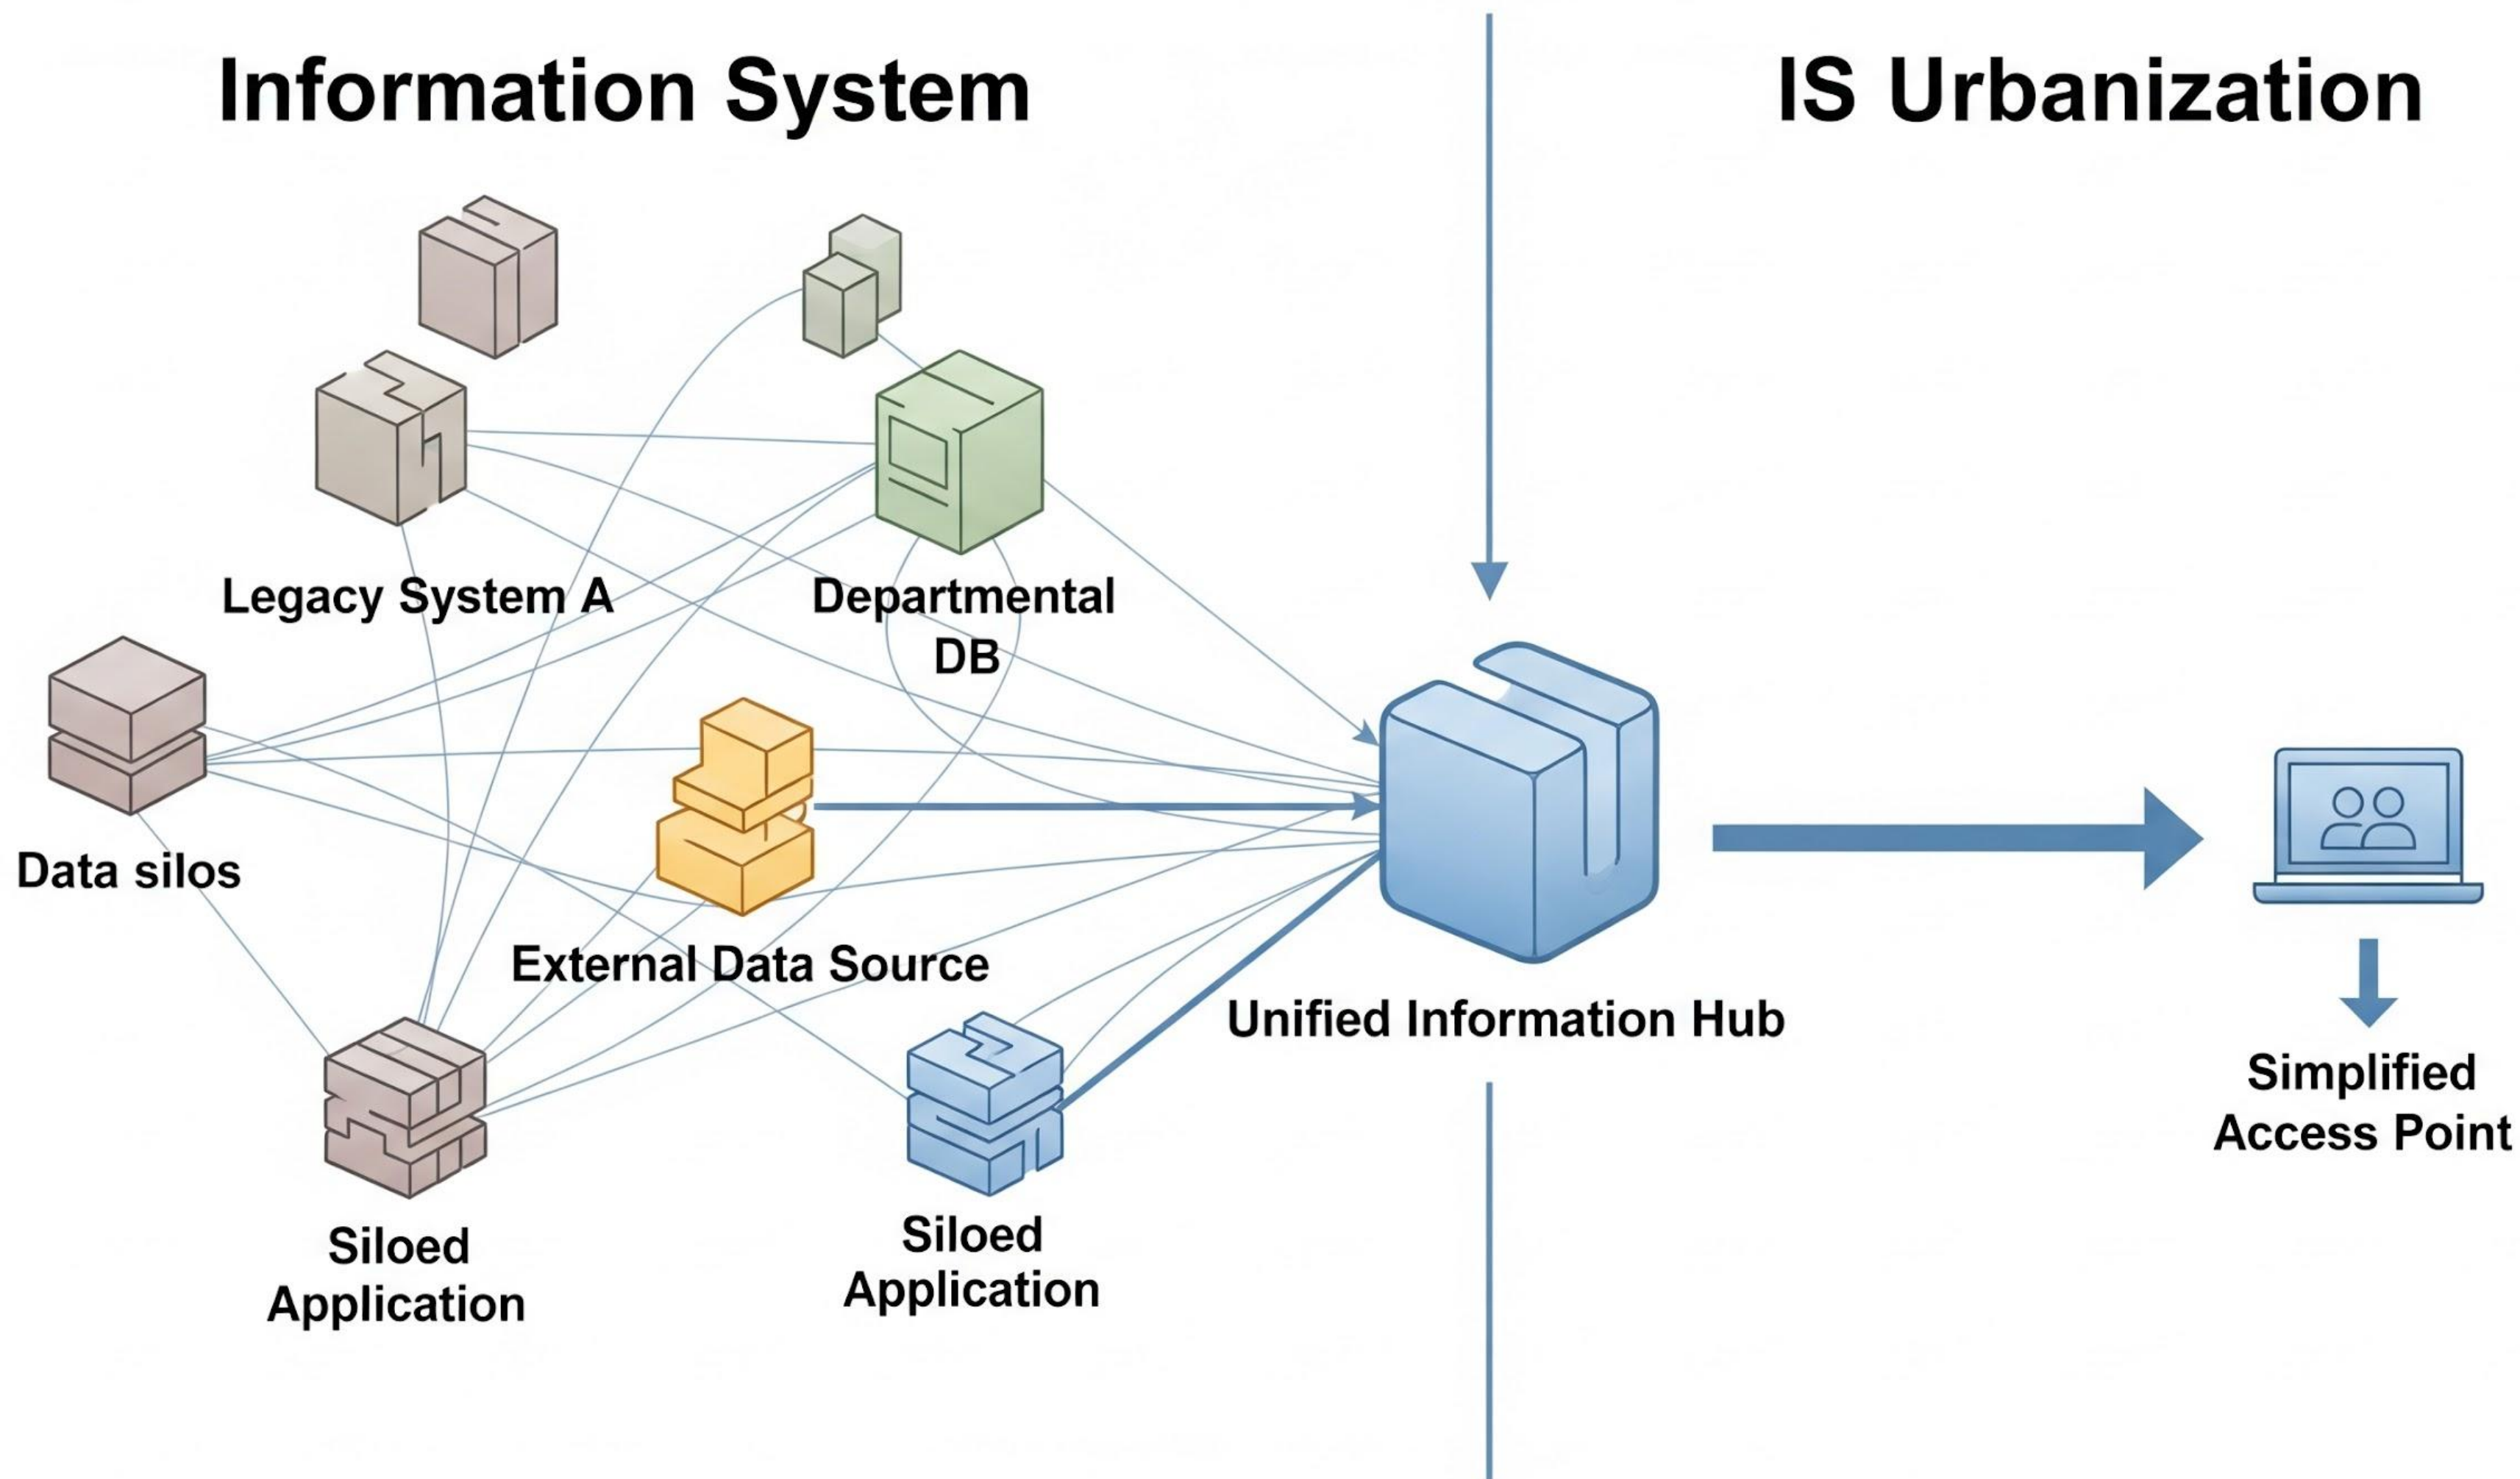 Information System
IS Urbanization
Legacy System A
Departmental
DB
Data silos
External Data Source
Unified Information Hub
Simplified
Access Point
Siloed
Application
Siloed
Application